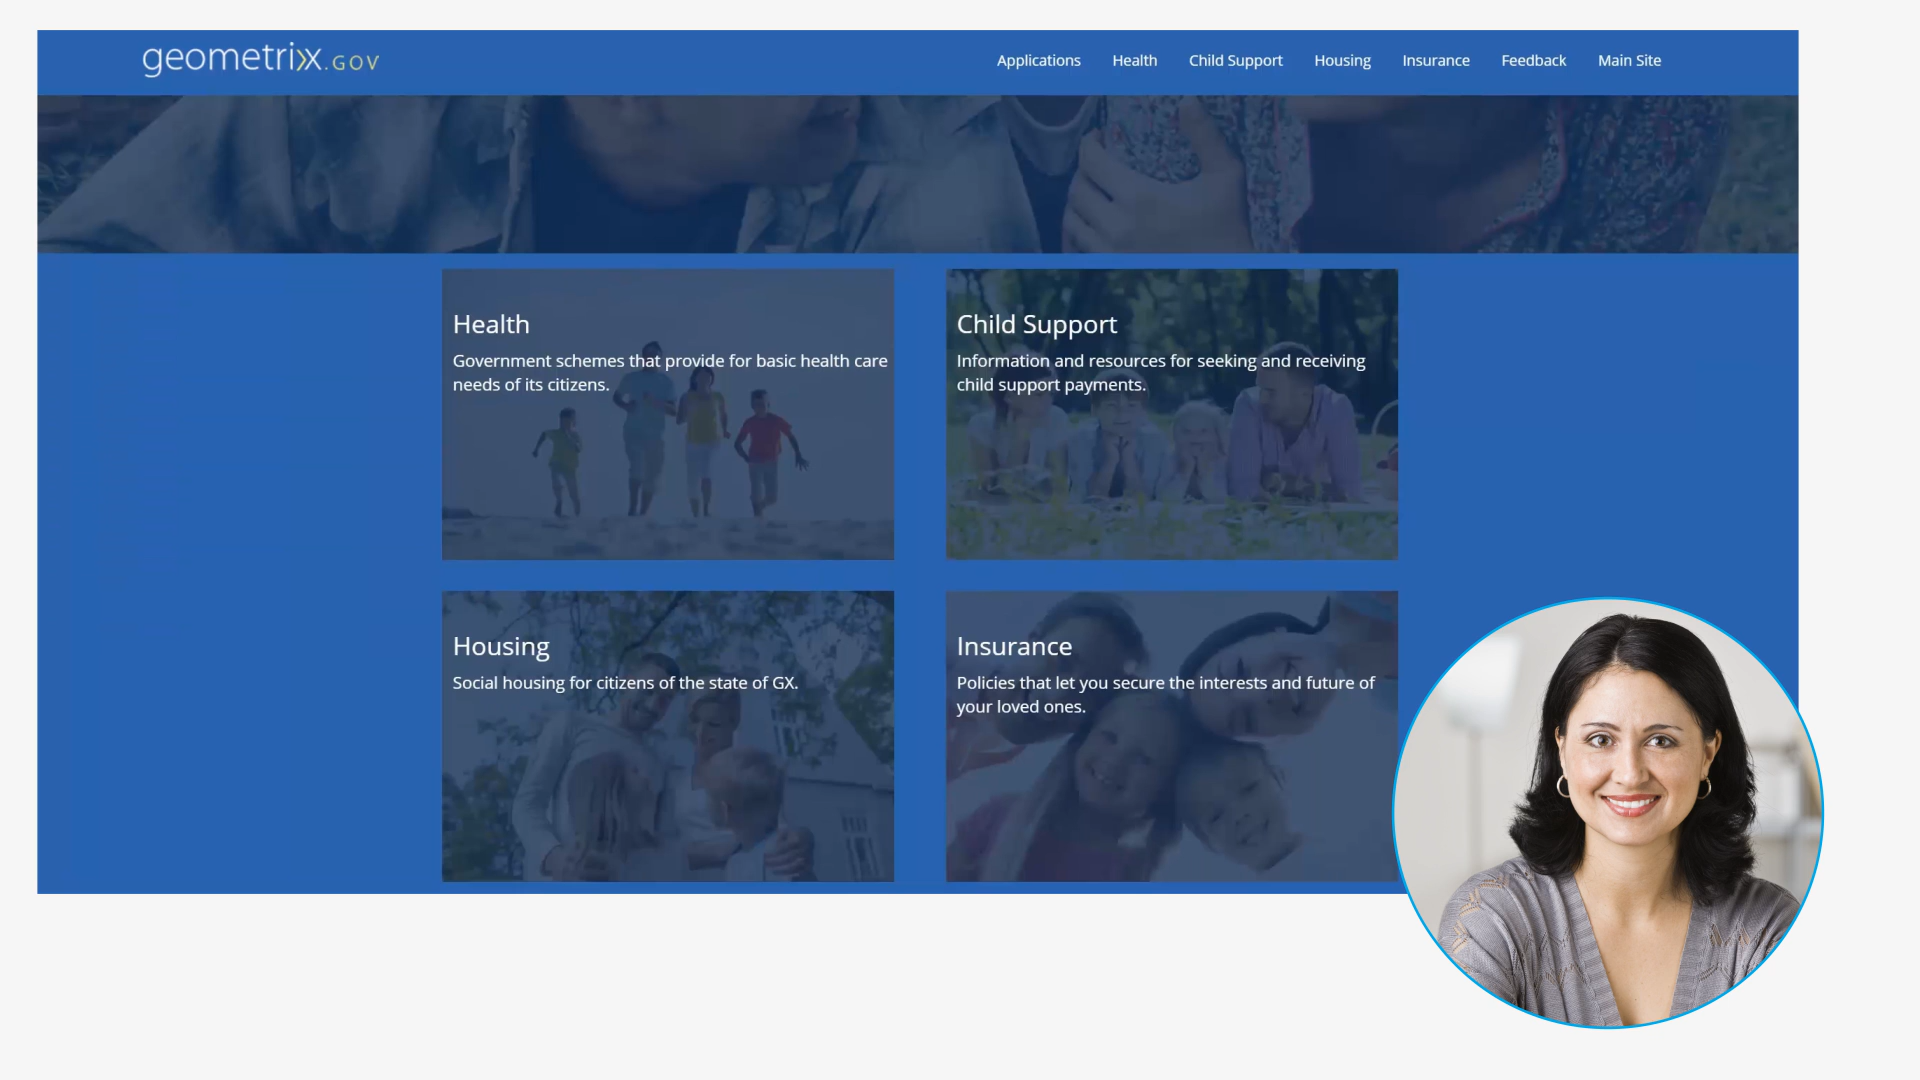 geometrixx.GOV
Applications Health Child Support Housing Insurance Feedback Main Site
Health
Government schemes that provide for basic health care
needs of its citizens.
Child Support
Information and resources for seeking and receiving
child support payments.
Housing
Social housing for citizens of the state of GX.
Insurance
Policies that let you secure the interests and future of
your loved ones.